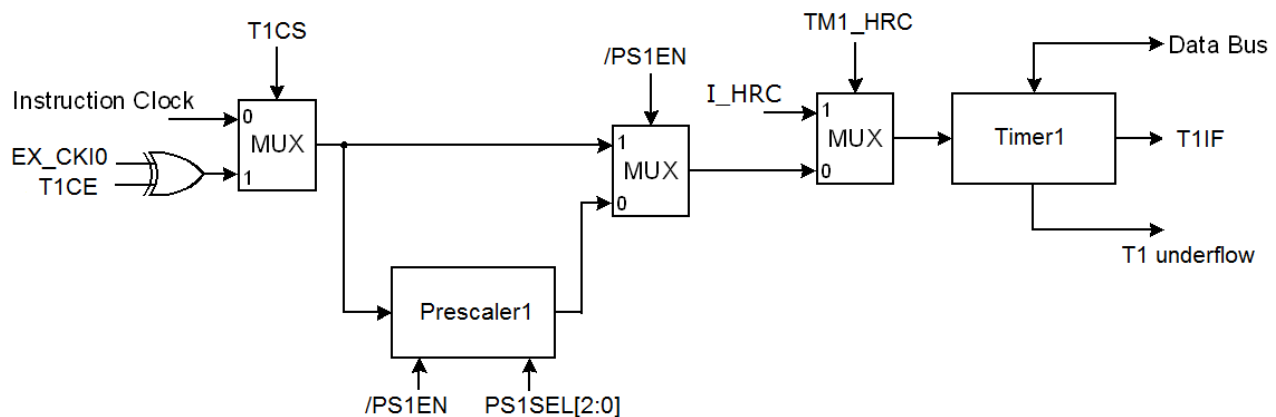 T1CS
TM1_HRC
/PS1EN
Data Bus
Instruction Clock
0
MUX
I_HRC
1
MUX
Timer1
T1IF
EX_CKI0
T1CE
1
1
MUX
0
0
T1 underflow
Prescaler1
/PS1EN
PS1SEL[2:0]